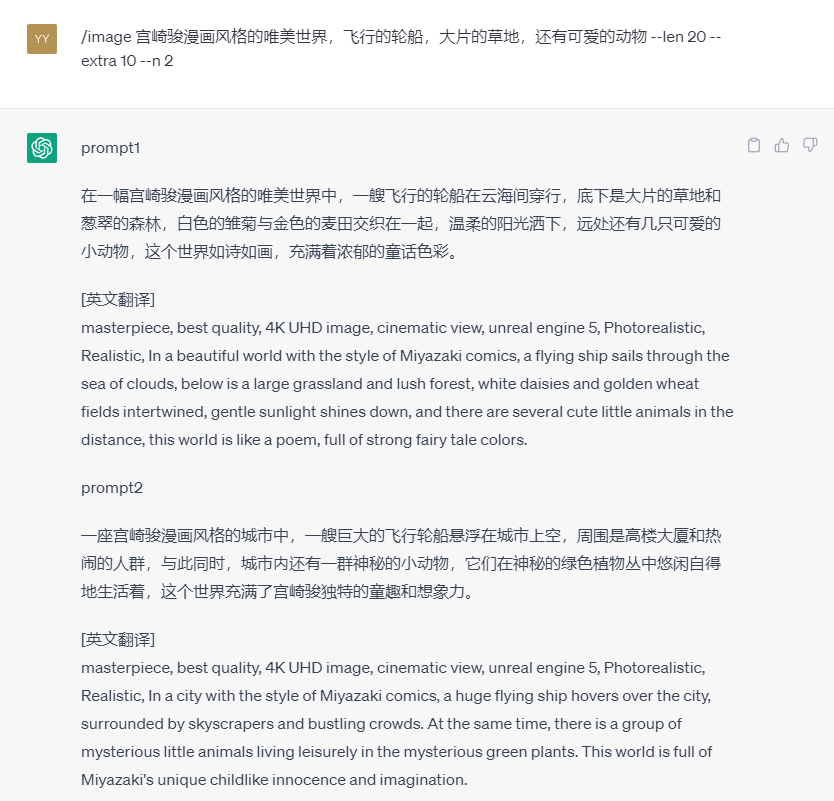 YY
/image 宫崎骏漫画风格的唯美世界，飞行的轮船，大片的草地，还有可爱的动物 --len 20 --
extra 10 --n 2
prompt1
在一幅宫崎骏漫画风格的唯美世界中，一艘飞行的轮船在云海间穿行，底下是大片的草地和
葱翠的森林，白色的雏菊与金色的麦田交织在一起，温柔的阳光洒下，远处还有几只可爱的
小动物，这个世界如诗如画，充满着浓郁的童话色彩。
[英文翻译]
masterpiece, best quality, 4K UHD image, cinematic view, unreal engine 5, Photorealistic,
Realistic, In a beautiful world with the style of Miyazaki comics, a flying ship sails through the
sea of clouds, below is a large grassland and lush forest, white daisies and golden wheat
fields intertwined, gentle sunlight shines down, and there are several cute little animals in the
distance, this world is like a poem, full of strong fairy tale colors.
prompt2
一座宫崎骏漫画风格的城市中，一艘巨大的飞行轮船悬浮在城市上空，周围是高楼大厦和热
闹的人群，与此同时，城市内还有一群神秘的小动物，它们在神秘的绿色植物丛中悠闲自得
地生活着，这个世界充满了宫崎骏独特的童趣和想象力。
[英文翻译]
masterpiece, best quality, 4K UHD image, cinematic view, unreal engine 5, Photorealistic,
Realistic, In a city with the style of Miyazaki comics, a huge flying ship hovers over the city,
surrounded by skyscrapers and bustling crowds. At the same time, there is a group of
mysterious little animals living leisurely in the mysterious green plants. This world is full of
Miyazaki's unique childlike innocence and imagination.